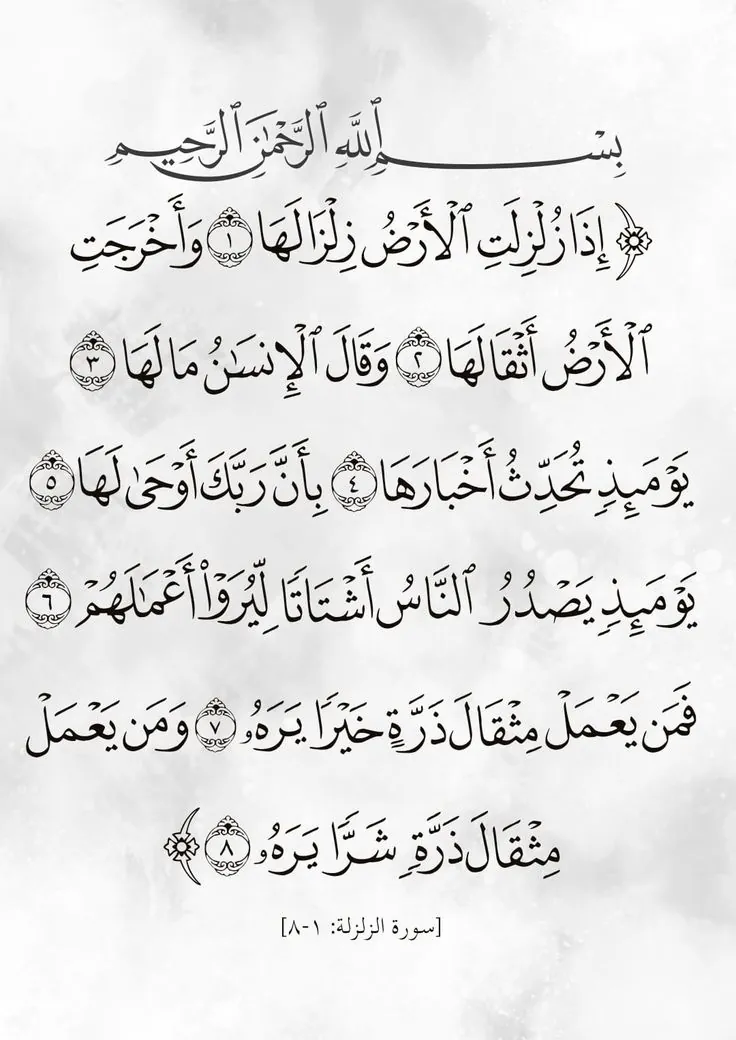 بِسْمِ ٱللَّهِ ٱلرَّحْمَٰنِ ٱلرَّحِيمِ
﴿إِذَا زُلْزِلَتِ ٱلْأَرْضُ زِلْزَالَهَا ١ وَأَخْرَجَتِ
ٱلْأَرْضُ أَثْقَالَهَا ٢ وَقَالَ ٱلْإِنسَٰنُ مَا لَهَا ٣
يَوْمَئِذٍ تُحَدِّثُ أَخْبَارَهَا ٤ بِأَنَّ رَبَّكَ أَوْحَىٰ لَهَا ٥
يَوْمَئِذٍ يَصْدُرُ ٱلنَّاسُ أَشْتَاتًا لِّيُرَوْا۟ أَعْمَٰلَهُمْ ٦
فَمَن يَعْمَلْ مِثْقَالَ ذَرَّةٍ خَيْرًا يَرَهُۥ ٧ وَمَن يَعْمَلْ
مِثْقَالَ ذَرَّةٍ شَرًّا يَرَهُۥ ٨﴾
[سورة الزلزلة: ١-٨]